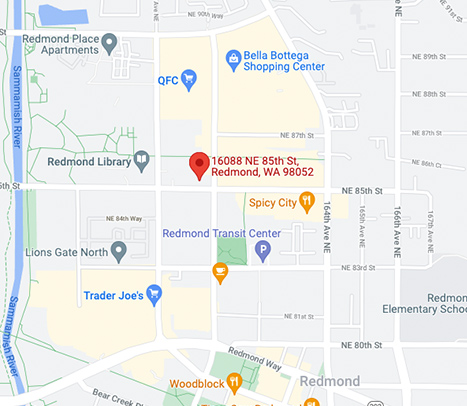 Avenue NE
91st St
NE 90th St
Redmond Place
Apartments
Bella Bottega
Shopping Center
NE 89th St
QFC
NE 88th St
Sammamish River
NE 87th St
NE 86th Ct
Redmond Library
16088 NE 85th St,
Redmond, WA 98052
NE 85th St
Spicy City
NE 84th Way
164th Ave NE
165th Ave NE
166th Ave NE
167th Ave NE
Redmond Transit Center
Lions Gate North
NE 83rd St
Trader Joe's
Redmon
Elementary Schoo
Sammamish River
NE 81st St
NE 80th St
Redmond Way
Woodblock
Redmond
Bear Creek P